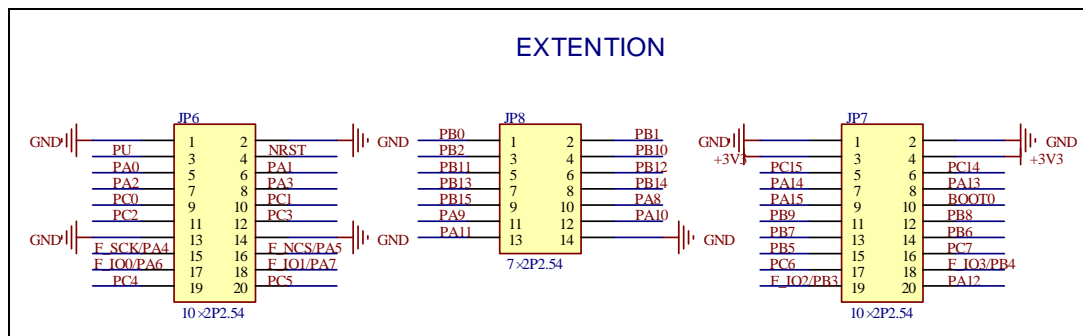 EXTENTION
JP6
GND 1 2 GND
PU 3 4 NRST
PA0 5 6 PA1
PA2 7 8 PA3
PC0 9 10 PC1
PC2 11 12 PC3
GND 13 14 GND
F_SCK/PA4 15 16 F_NCS/PA5
F_IO0/PA6 17 18 F_IO1/PA7
PC4 19 20 PC5
10×2P2.54
JP8
PB0 1 2 PB1
PB2 3 4 PB10
PB11 5 6 PB12
PB13 7 8 PB14
PB15 9 10 PA8
PA9 11 12 PA10
PA11 13 14 GND
7×2P2.54
JP7
GND 1 2 GND
+3V3 3 4 +3V3
PC15 5 6 PC14
PA14 7 8 PA13
PA15 9 10 BOOT0
PB9 11 12 PB8
PB7 13 14 PB6
PB5 15 16 PC7
PC6 17 18 F_IO3/PB4
F_IO2/PB3 19 20 PA12
10×2P2.54